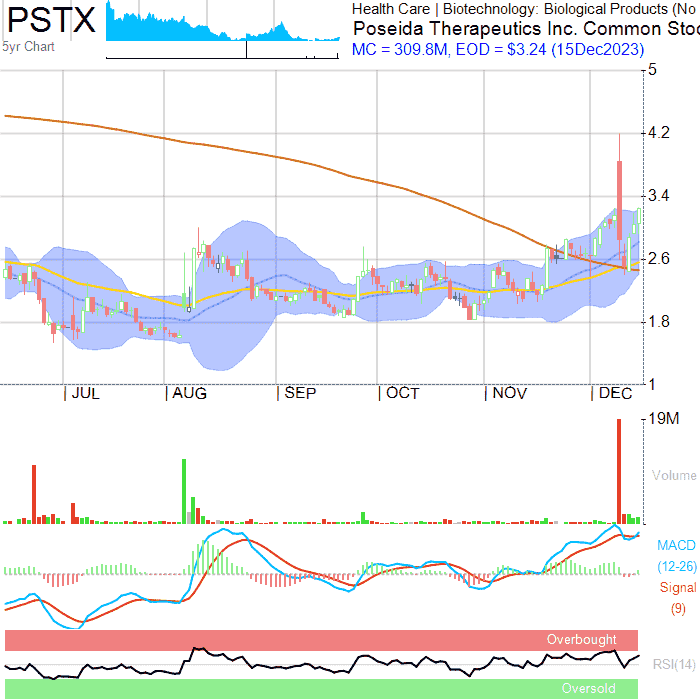 PSTX
5yr Chart
Health Care | Biotechnology: Biological Products (No
Poseida Therapeutics Inc. Common Stoc
MC = 309.8M, EOD = $3.24 (15Dec2023)
5
4.2
3.4
2.6
1.8
1
JUL AUG SEP OCT NOV DEC
19M
Volume
MACD
(12-26)
Signal
(9)
Overbought
RSI(14)
Oversold